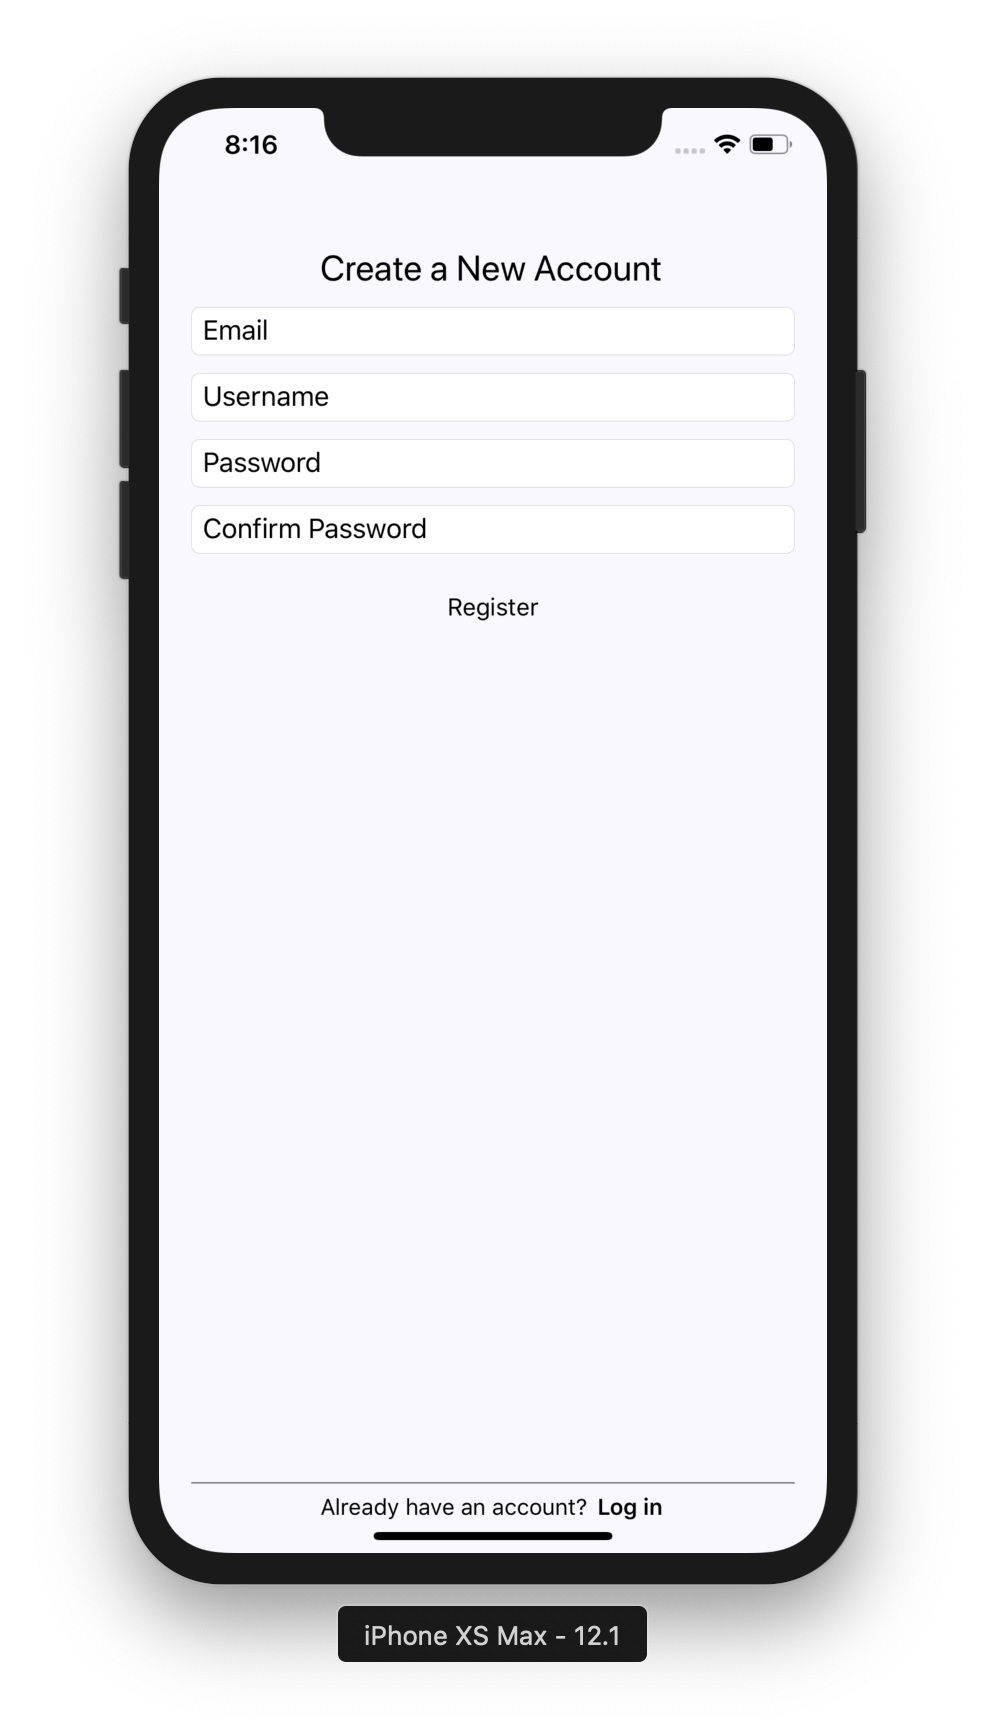 8:16
Create a New Account
Email
Username
Password
Confirm Password
Register
Already have an account? Log in
iPhone XS Max - 12.1